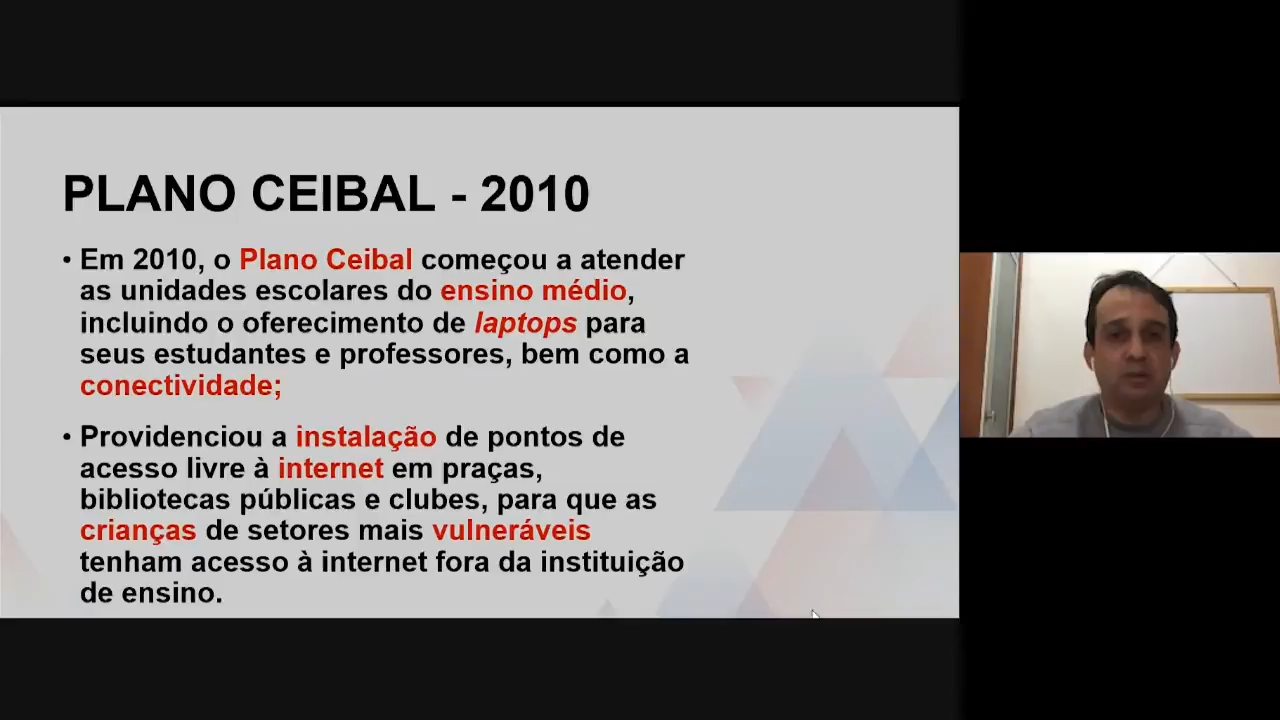 PLANO CEIBAL - 2010
• Em 2010, o Plano Ceibal começou a atender
as unidades escolares do ensino médio,
incluindo o oferecimento de laptops para
seus estudantes e professores, bem como a
conectividade;
• Providenciou a instalação de pontos de
acesso livre à internet em praças,
bibliotecas públicas e clubes, para que as
crianças de setores mais vulneráveis
tenham acesso à internet fora da instituição
de ensino.